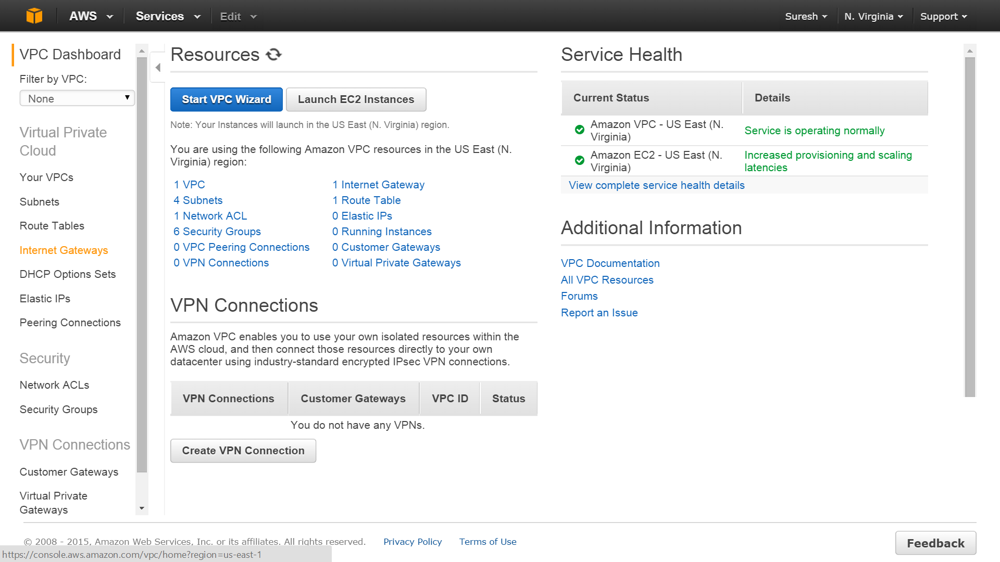 AWS Services Edit Suresh N. Virginia Support
VPC Dashboard
Filter by VPC:
None
Virtual Private
Cloud
Your VPCs
Subnets
Route Tables
Internet Gateways
DHCP Options Sets
Elastic IPs
Peering Connections
Security
Network ACLs
Security Groups
VPN Connections
Customer Gateways
Virtual Private
Gateways
Resources
Start VPC Wizard Launch EC2 Instances
Note: Your Instances will launch in the US East (N. Virginia) region.
You are using the following Amazon VPC resources in the US East (N.
Virginia) region:
1 VPC 1 Internet Gateway
4 Subnets 1 Route Table
1 Network ACL 0 Elastic IPs
6 Security Groups 0 Running Instances
0 VPC Peering Connections 0 Customer Gateways
0 VPN Connections 0 Virtual Private Gateways
VPN Connections
Amazon VPC enables you to use your own isolated resources within the
AWS cloud, and then connect those resources directly to your own
datacenter using industry-standard encrypted IPsec VPN connections.
VPN Connections Customer Gateways VPC ID Status
You do not have any VPNs.
Create VPN Connection
Service Health
Current Status Details
Amazon VPC - US East (N.
Virginia)
Service is operating normally
Amazon EC2 - US East (N.
Virginia)
Increased provisioning and scaling
latencies
View complete service health details
Additional Information
VPC Documentation
All VPC Resources
Forums
Report an Issue
© 2008 - 2015, Amazon Web Services, Inc. or its affiliates. All rights reserved. Privacy Policy Terms of Use
Feedback
https://console.aws.amazon.com/vpc/home?region=us-east-1